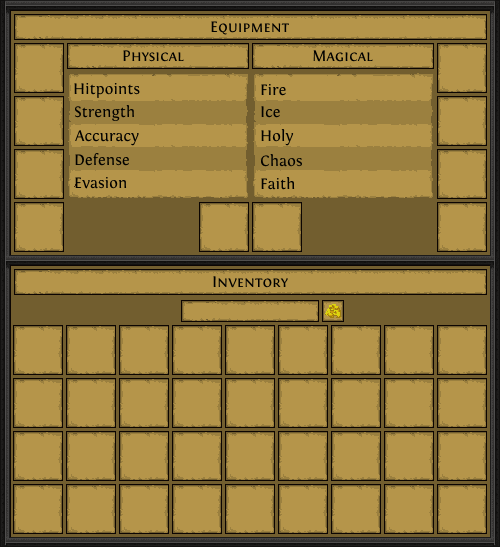 Equipment
Physical
Magical
Hitpoints
Fire
Strength
Ice
Accuracy
Holy
Defense
Chaos
Evasion
Faith
Inventory